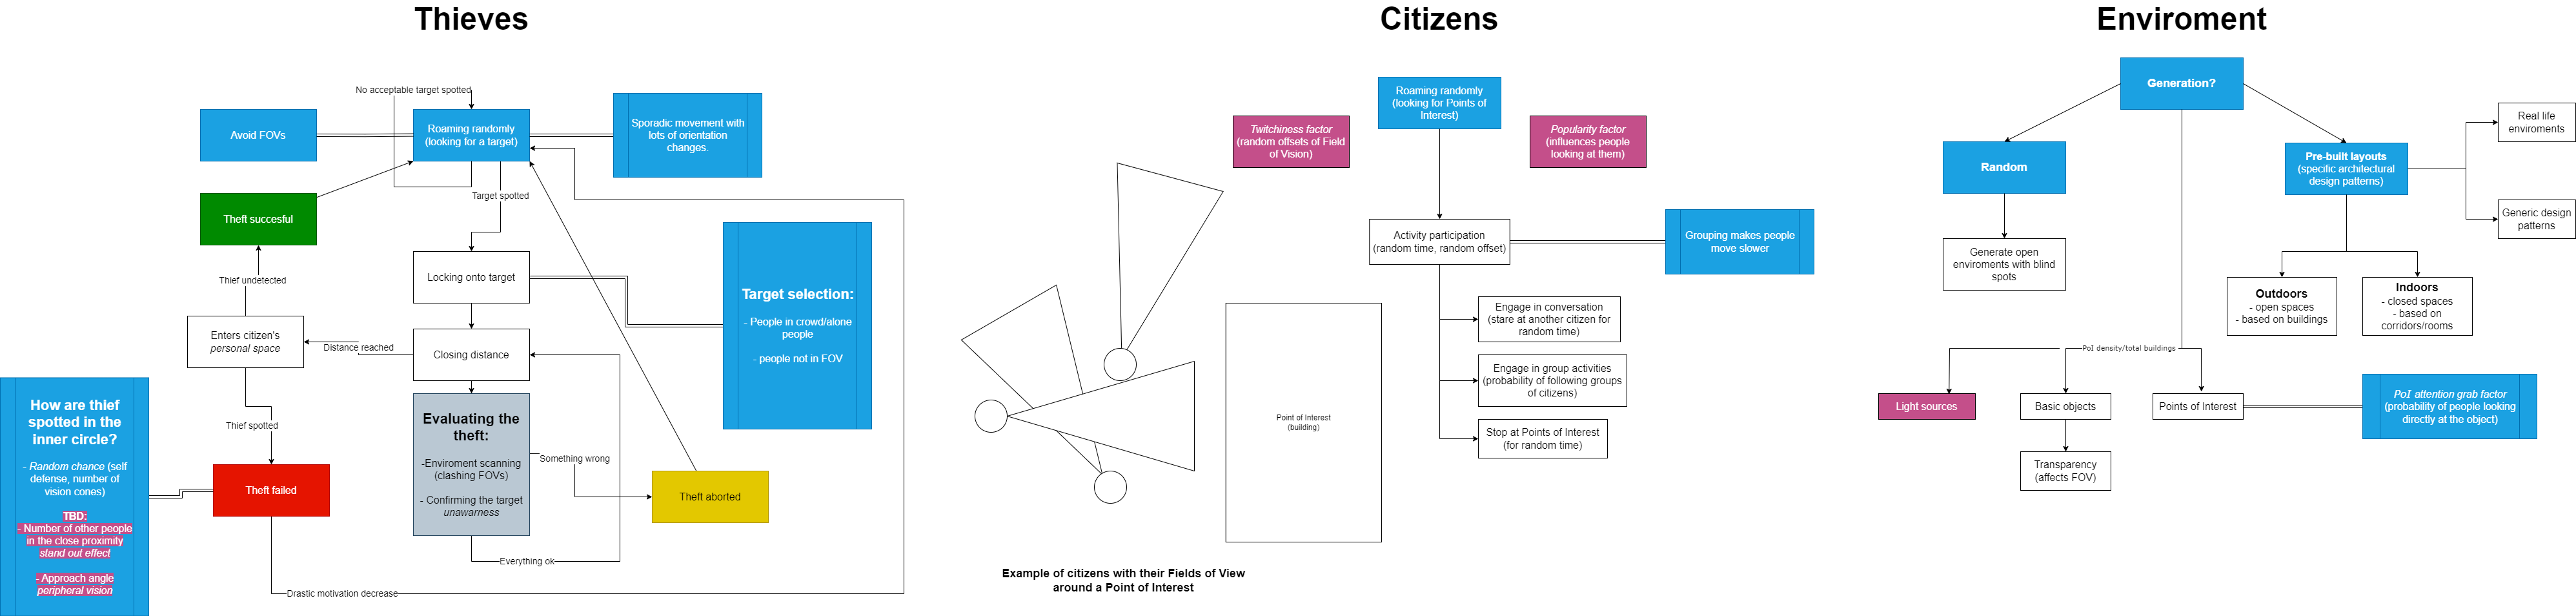 Thieves
No acceptable target spotted
Avoid FOVs
Roaming randomly
(looking for a target)
Sporadic movement with
lots of orientation
changes.
Theft succesful
Target spotted
Thief undetected
Locking onto target
Target selection:
- People in crowd/alone
people
- people not in FOV
Enters citizen's
personal space
Distance reached
Closing distance
How are thief
spotted in the
inner circle?
- Random chance (self
defense, number of
vision cones)
TBD:
- Number of other people
in the close proximity
stand out effect
- Approach angle
peripheral vision
Thief spotted
Theft failed
Evaluating the
theft:
-Enviroment scanning
(clashing FOVs)
- Confirming the target
unawarness
Something wrong
Theft aborted
Everything ok
Drastic motivation decrease
Citizens
Roaming randomly
(looking for Points of
Interest)
Twitchiness factor
(random offsets of Field
of Vision)
Popularity factor
(influences people
looking at them)
Activity participation
(random time, random offset)
Grouping makes people
move slower
Engage in conversation
(stare at another citizen for
random time)
Engage in group activities
(probability of following groups
of citizens)
Stop at Points of Interest
(for random time)
Point of Interest
(building)
Example of citizens with their Fields of View
around a Point of Interest
Enviroment
Generation?
Random
Generate open
enviroments with blind
spots
Pre-built layouts
(specific architectural
design patterns)
Real life
enviroments
Generic design
patterns
Outdoors
- open spaces
- based on buildings
Indoors
- closed spaces
- based on
corridors/rooms
PoI density/total buildings
Light sources
Basic objects
Points of Interest
PoI attention grab factor
(probability of people looking
directly at the object)
Transparency
(affects FOV)